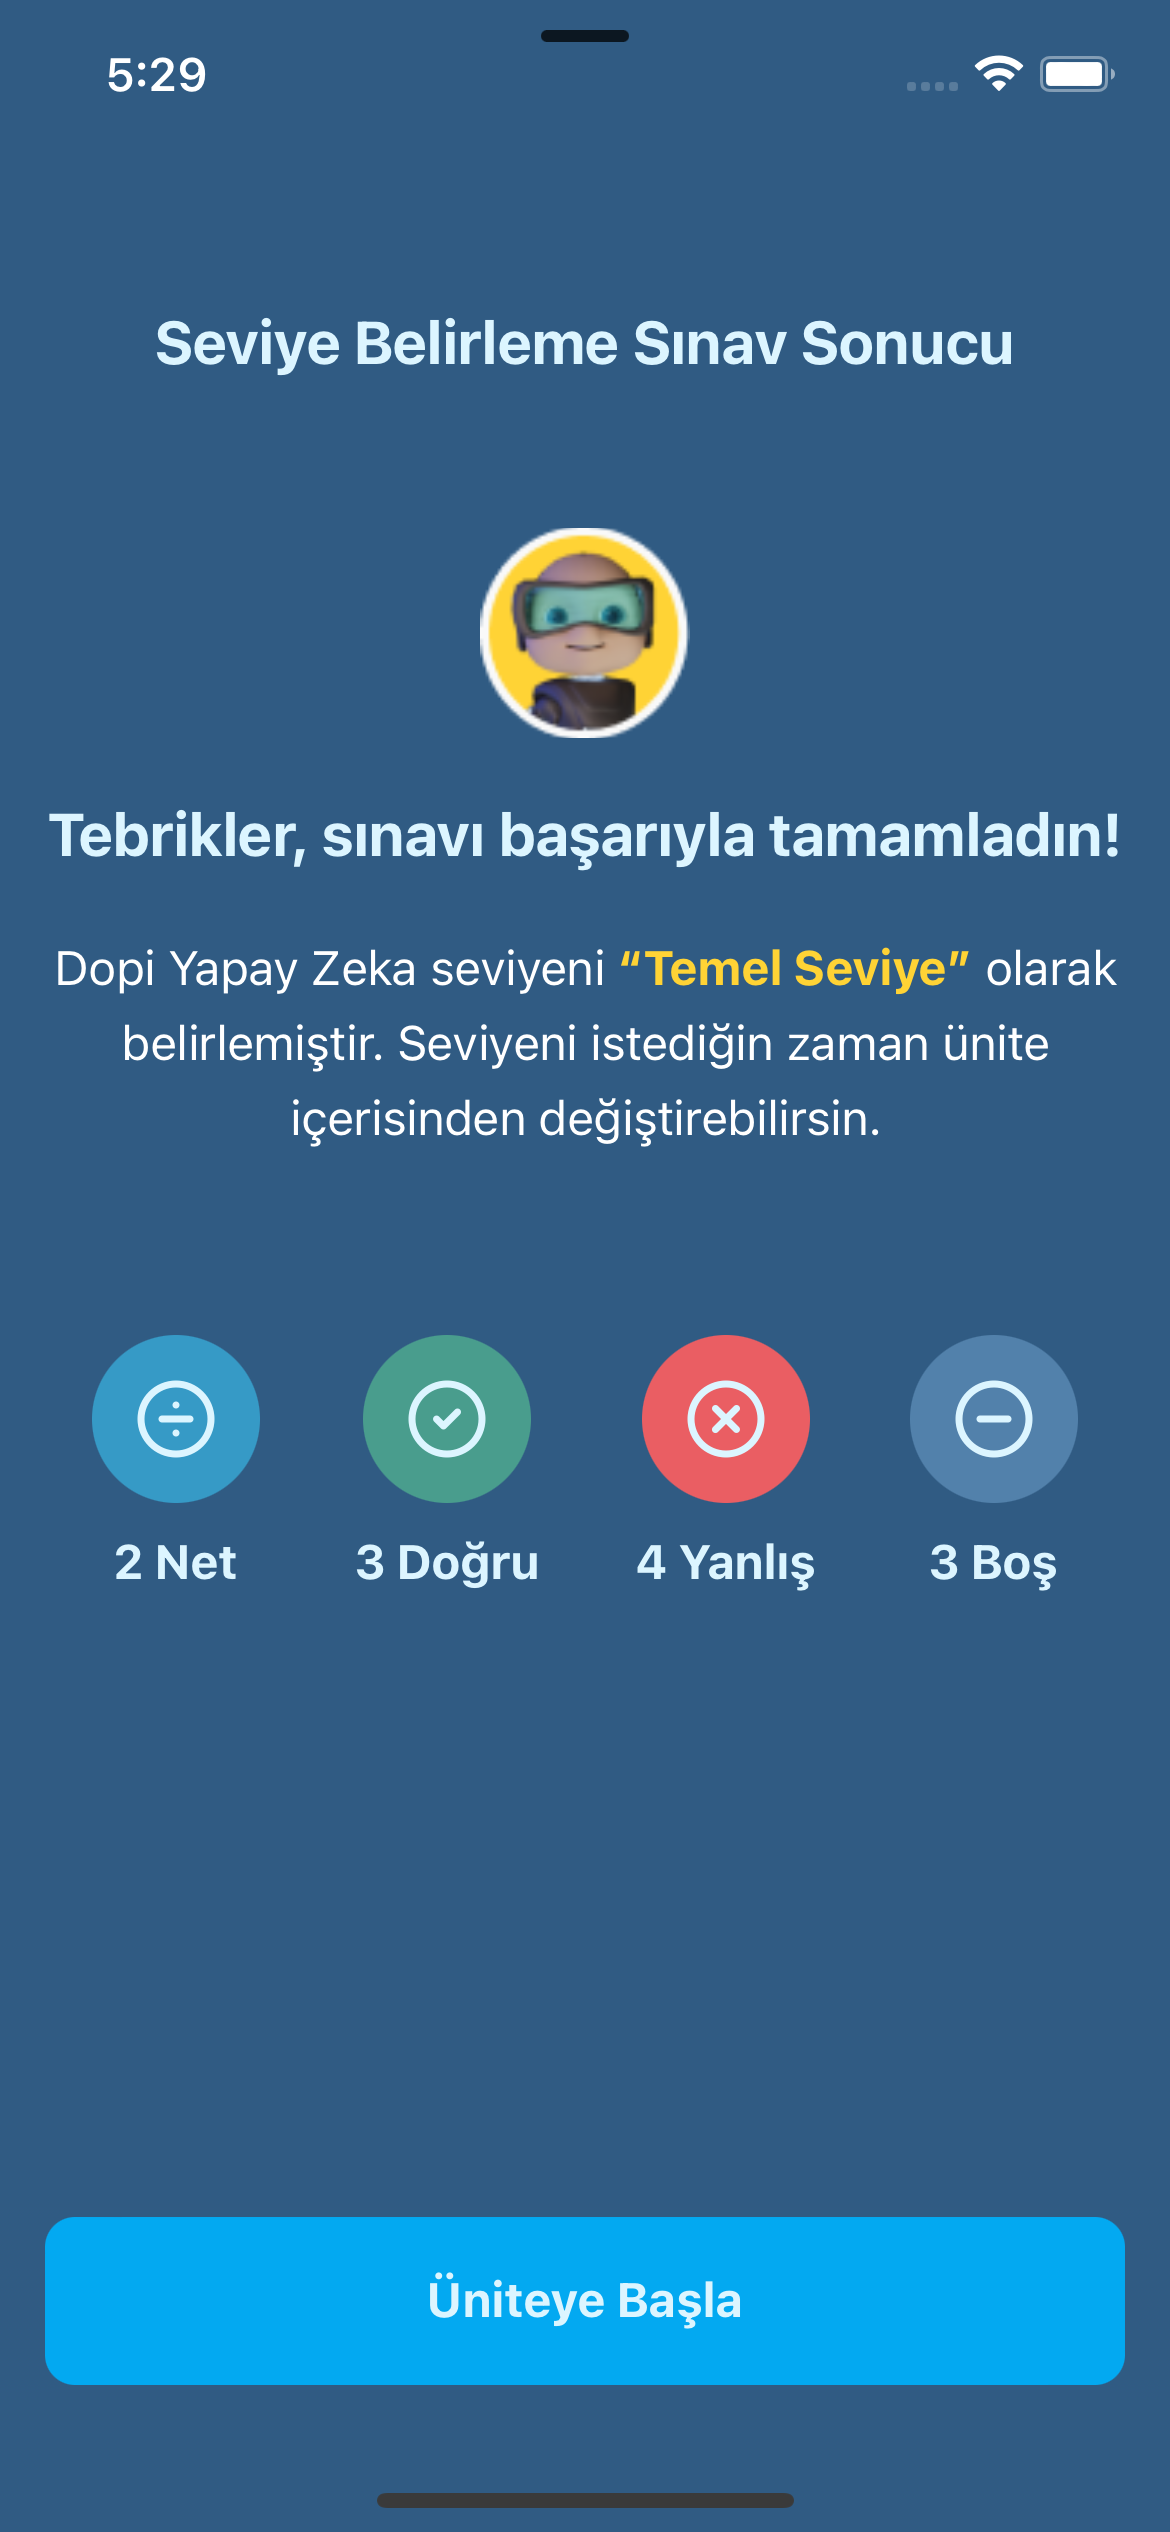 5:29
Seviye Belirleme Sınav Sonucu
Tebrikler, sınavı başarıyla tamamladın!
Dopi Yapay Zeka seviyeni “Temel Seviye” olarak
belirlemiştir. Seviyeni istediğin zaman ünite
içerisinden değiştirebilirsin.
2 Net
3 Doğru
4 Yanlış
3 Boş
Üniteye Başla